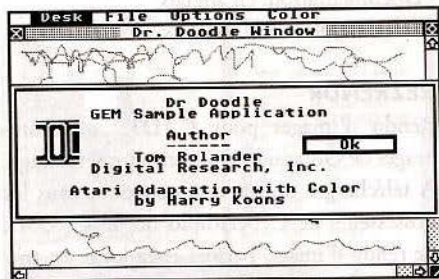 Desk File Options Color
Dr. Doodle Window
Dr Doodle
GEM Sample Application
Author
------
Ok
Tom Rolander
Digital Research, Inc.
Atari Adaptation with Color
by Harry Koons